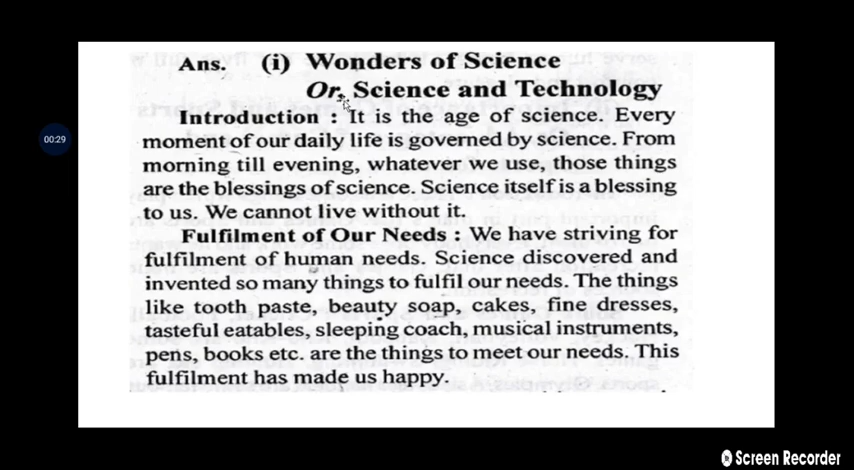 Ans. (i) Wonders of Science
Or, Science and Technology
Introduction : It is the age of science. Every
moment of our daily life is governed by science. From
morning till evening, whatever we use, those things
are the blessings of science. Science itself is a blessing
to us. We cannot live without it.
Fulfilment of Our Needs : We have striving for
fulfilment of human needs. Science discovered and
invented so many things to fulfil our needs. The things
like tooth paste, beauty soap, cakes, fine dresses,
tasteful eatables, sleeping coach, musical instruments,
pens, books etc. are the things to meet our needs. This
fulfilment has made us happy.
00:29
Screen Recorder